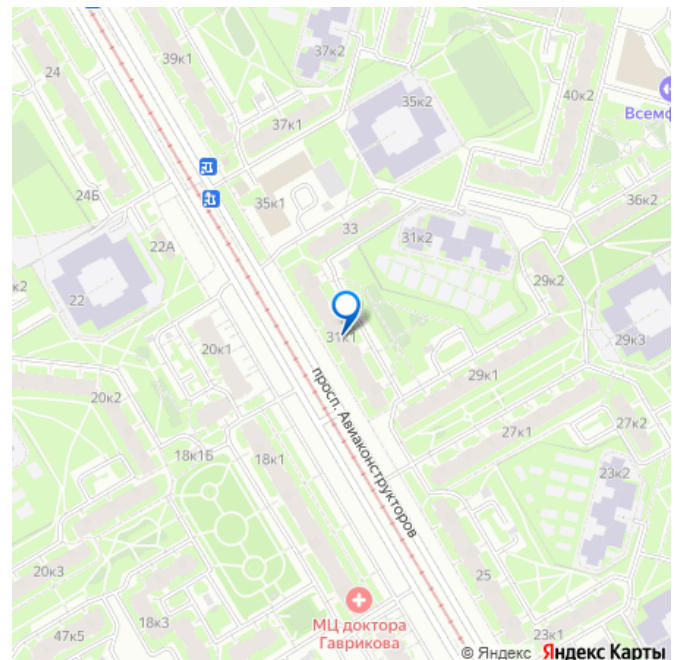 39к1
37к2
24
35к2
40к2
Всемф
37к1
24Б
35к1
36к2
33
22А
31к2
к2
22
29к2
31к1
20к1
29к3
просп. Авиаконструкторов
29к1
20к2
27к2
27к1
18к1Б
18к1
23к2
20к3
25
18к3
МЦ доктора
Гаврикова
47к5
23к1
© Яндекс Яндекс Карты